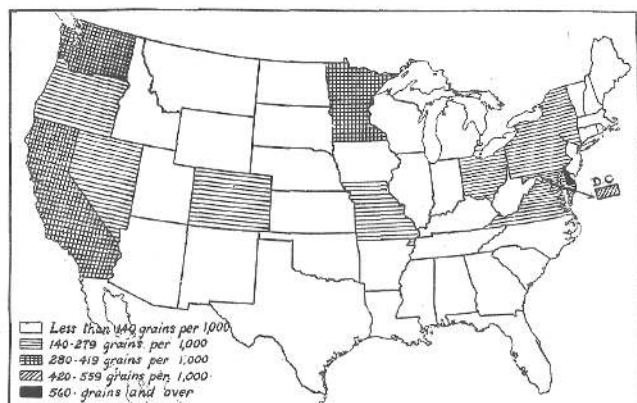 D C
Less than 140 grains per 1,000
140-279 grains per 1,000
280-419 grains per 1,000
420-559 grains per 1,000.
560- grains and over